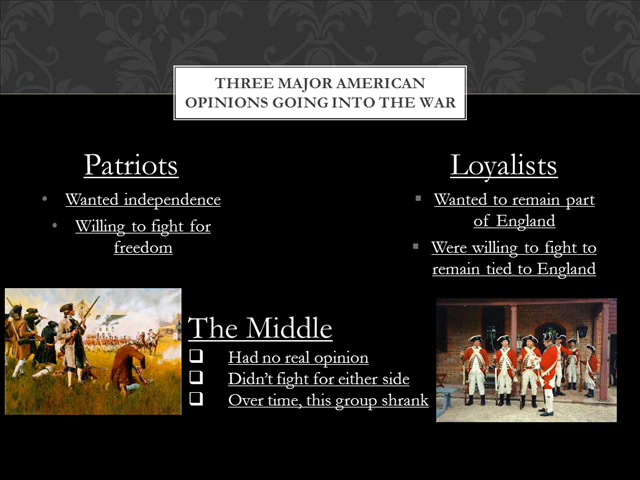 THREE MAJOR AMERICAN
OPINIONS GOING INTO THE WAR
Patriots
• Wanted independence
• Willing to fight for
freedom
Loyalists
▪ Wanted to remain part
of England
▪ Were willing to fight to
remain tied to England
The Middle
❑ Had no real opinion
❑ Didn't fight for either side
❑ Over time, this group shrank